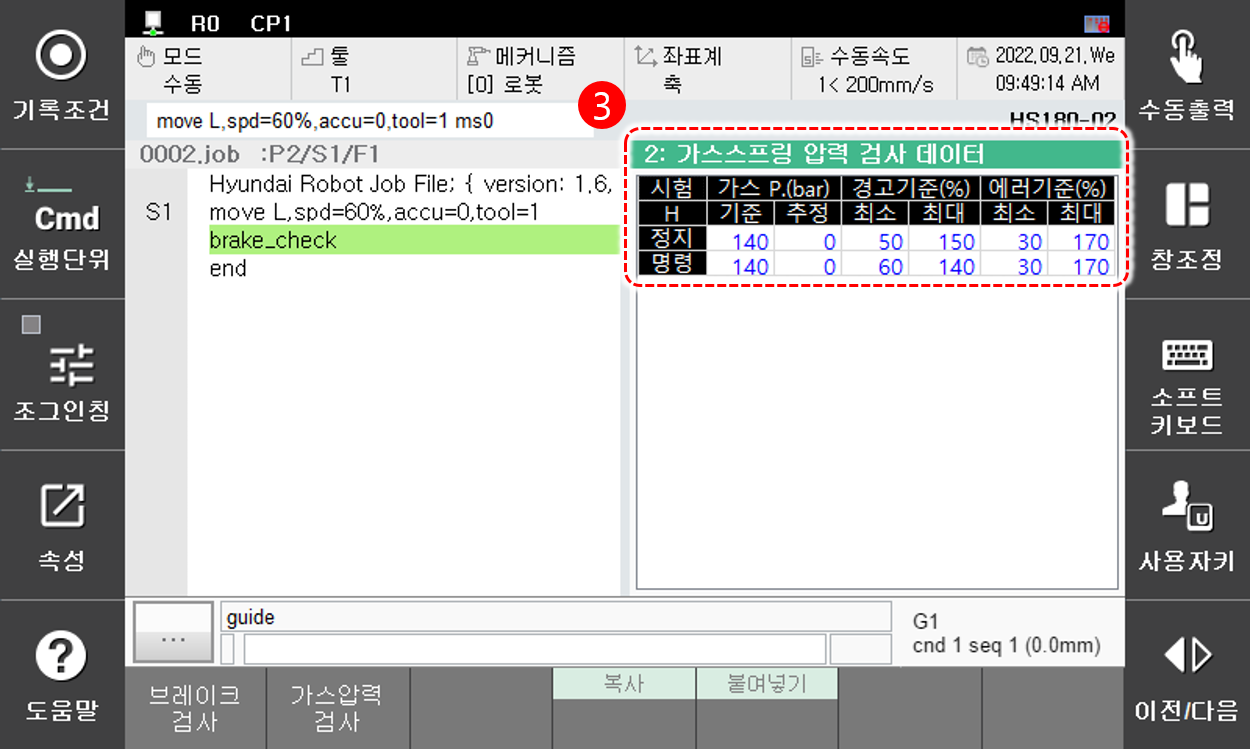 R0 CP1
모드
수동
툴
T1
메커니즘
[0] 로봇
좌표계
축
수동속도
1< 200mm/s
2022.09.21.We
09:49:14 AM
3
move L,spd=60%,accu=0,tool=1 ms0
HS180-02
0002.job :P2/S1/F1
Hyundai Robot Job File; { version: 1.6,
S1 move L,spd=60%,accu=0,tool=1
brake_check
end
2: 가스스프링 압력 검사 데이터
시험 가스 P.(bar) 경고기준(%) 에러기준(%)
H 기준 추정 최소 최대 최소 최대
정지 140 0 50 150 30 170
명령 140 0 60 140 30 170
기록조건
Cmd
실행단위
조그인칭
속성
도움말
수동출력
창조정
소프트
키보드
U
사용자키
이전/다음
...
guide
G1
cnd 1 seq 1 (0.0mm)
브레이크
검사
가스압력
검사
복사
붙여넣기